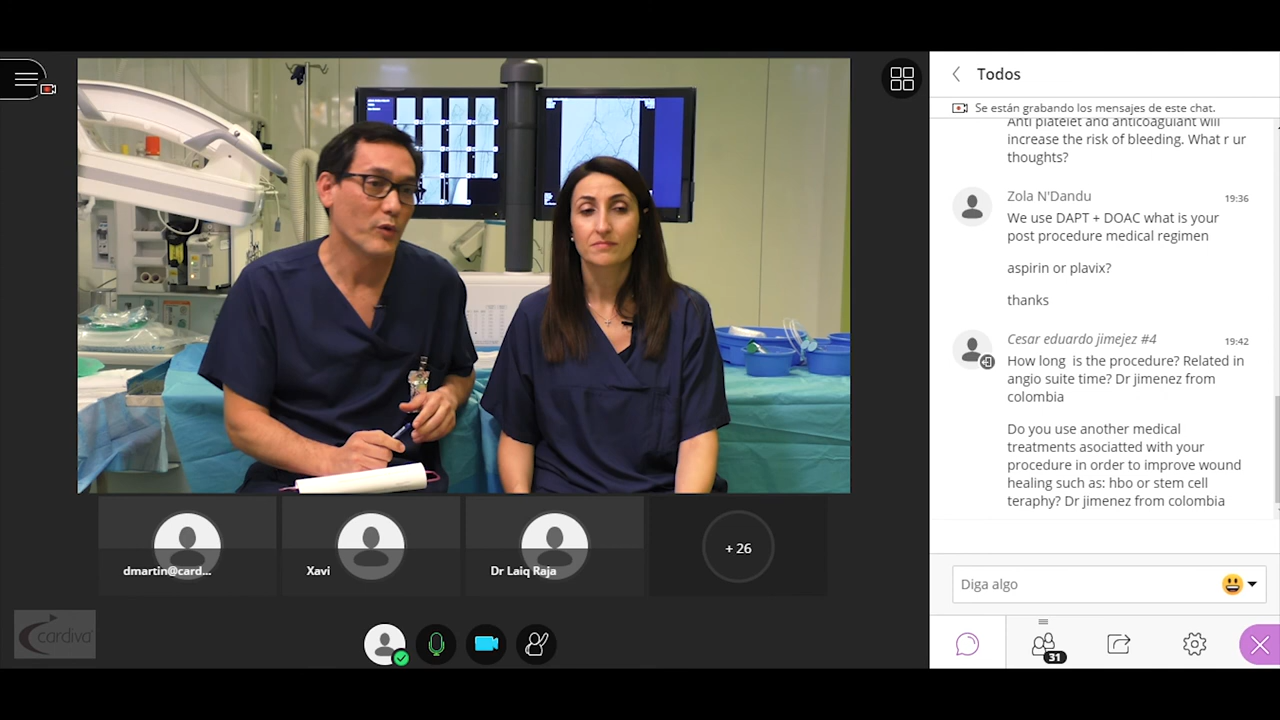 Todos
Se están grabando los mensajes de este chat.
Anti platelet and anticoagulant will
increase the risk of bleeding. What r ur
thoughts?
Zola N'Dandu
19:36
We use DAPT + DOAC what is your
post procedure medical regimen
aspirin or plavix?
thanks
Cesar eduardo jimejez #4
19:42
How long is the procedure? Related in
angio suite time? Dr jimenez from
colombia
Do you use another medical
treatments asociatted with your
procedure in order to improve wound
healing such as: hbo or stem cell
teraphy? Dr jimenez from colombia
dmartin@card...
Xavi
Dr Laiq Raja
+ 26
Diga algo
cardiva
31